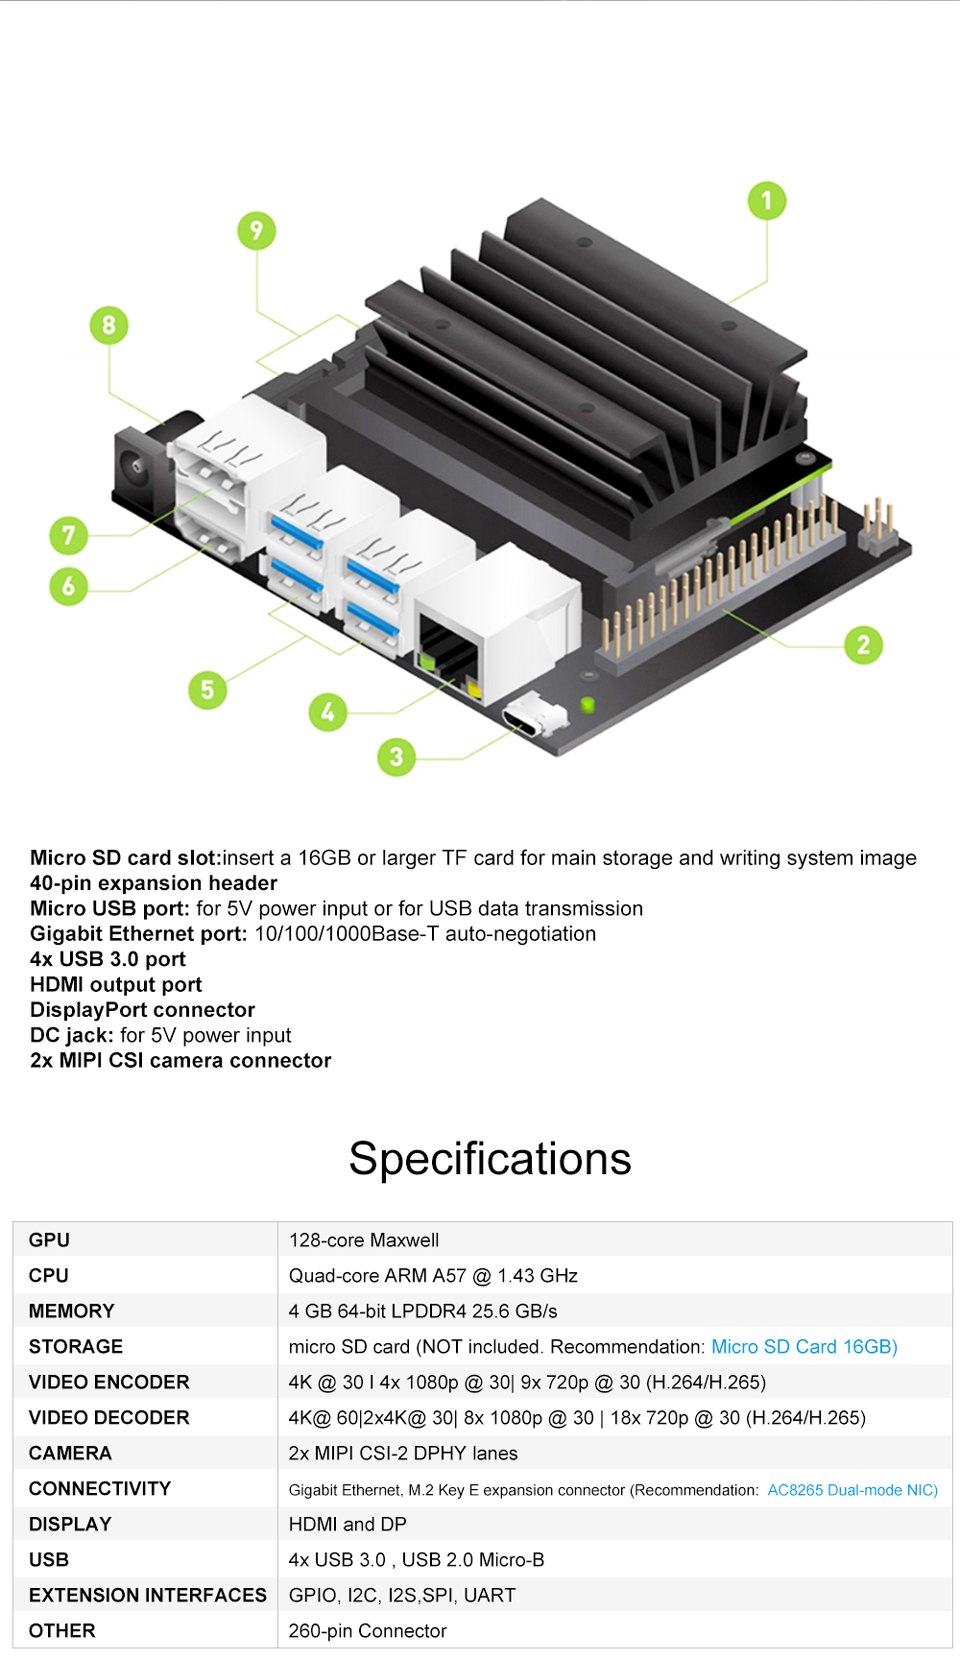 1
9
8
7
6
2
5
4
3
Micro SD card slot:insert a 16GB or larger TF card for main storage and writing system image
40-pin expansion header
Micro USB port: for 5V power input or for USB data transmission
Gigabit Ethernet port: 10/100/1000Base-T auto-negotiation
4x USB 3.0 port
HDMI output port
DisplayPort connector
DC jack: for 5V power input
2x MIPI CSI camera connector
Specifications
GPU 128-core Maxwell
CPU Quad-core ARM A57 @ 1.43 GHz
MEMORY 4 GB 64-bit LPDDR4 25.6 GB/s
STORAGE micro SD card (NOT included. Recommendation: Micro SD Card 16GB)
VIDEO ENCODER 4K @ 30 I 4x 1080p @ 30| 9x 720p @ 30 (H.264/H.265)
VIDEO DECODER 4K@ 60|2x4K@ 30| 8x 1080p @ 30 | 18x 720p @ 30 (H.264/H.265)
CAMERA 2x MIPI CSI-2 DPHY lanes
CONNECTIVITY Gigabit Ethernet, M.2 Key E expansion connector (Recommendation: AC8265 Dual-mode NIC)
DISPLAY HDMI and DP
USB 4x USB 3.0 , USB 2.0 Micro-B
EXTENSION INTERFACES GPIO, I2C, I2S,SPI, UART
OTHER 260-pin Connector